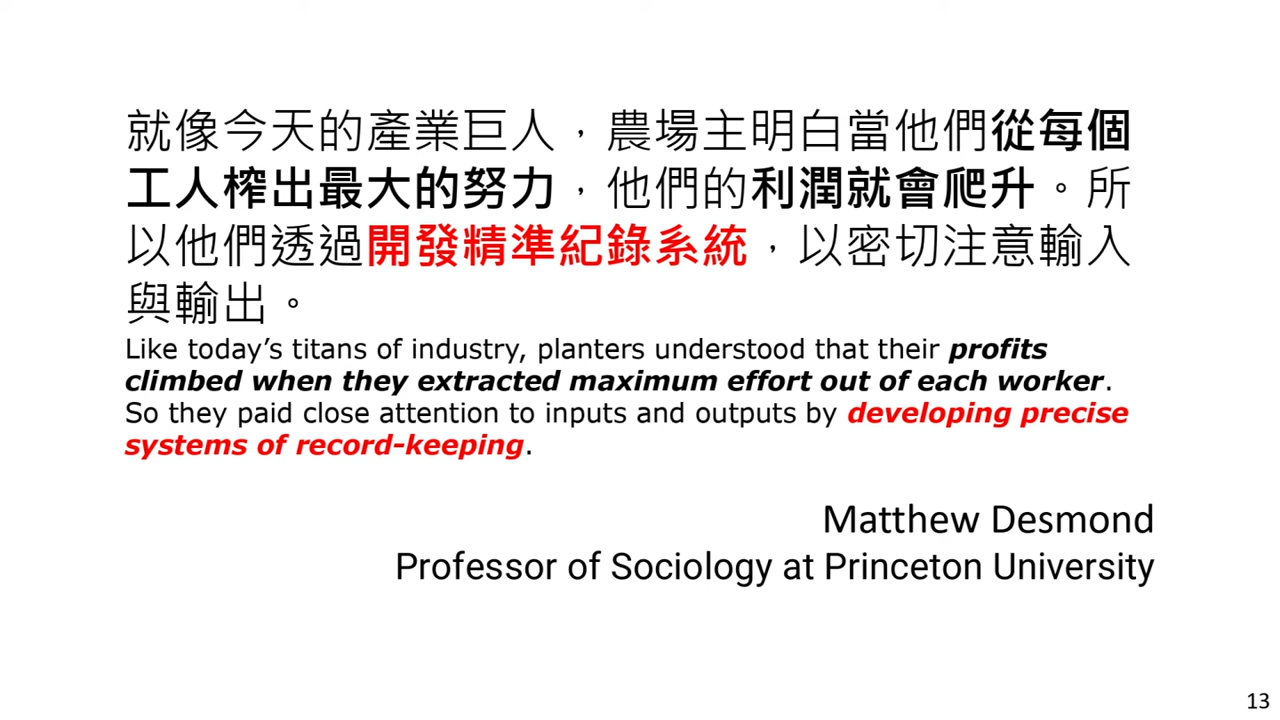 就像今天的產業巨人，農場主明白當他們從每個
工人榨出最大的努力，他們的利潤就會爬升。所
以他們透過開發精準紀錄系統，以密切注意輸入
與輸出。
Like today’s titans of industry, planters understood that their profits
climbed when they extracted maximum effort out of each worker.
So they paid close attention to inputs and outputs by developing precise
systems of record-keeping.
Matthew Desmond
Professor of Sociology at Princeton University
13